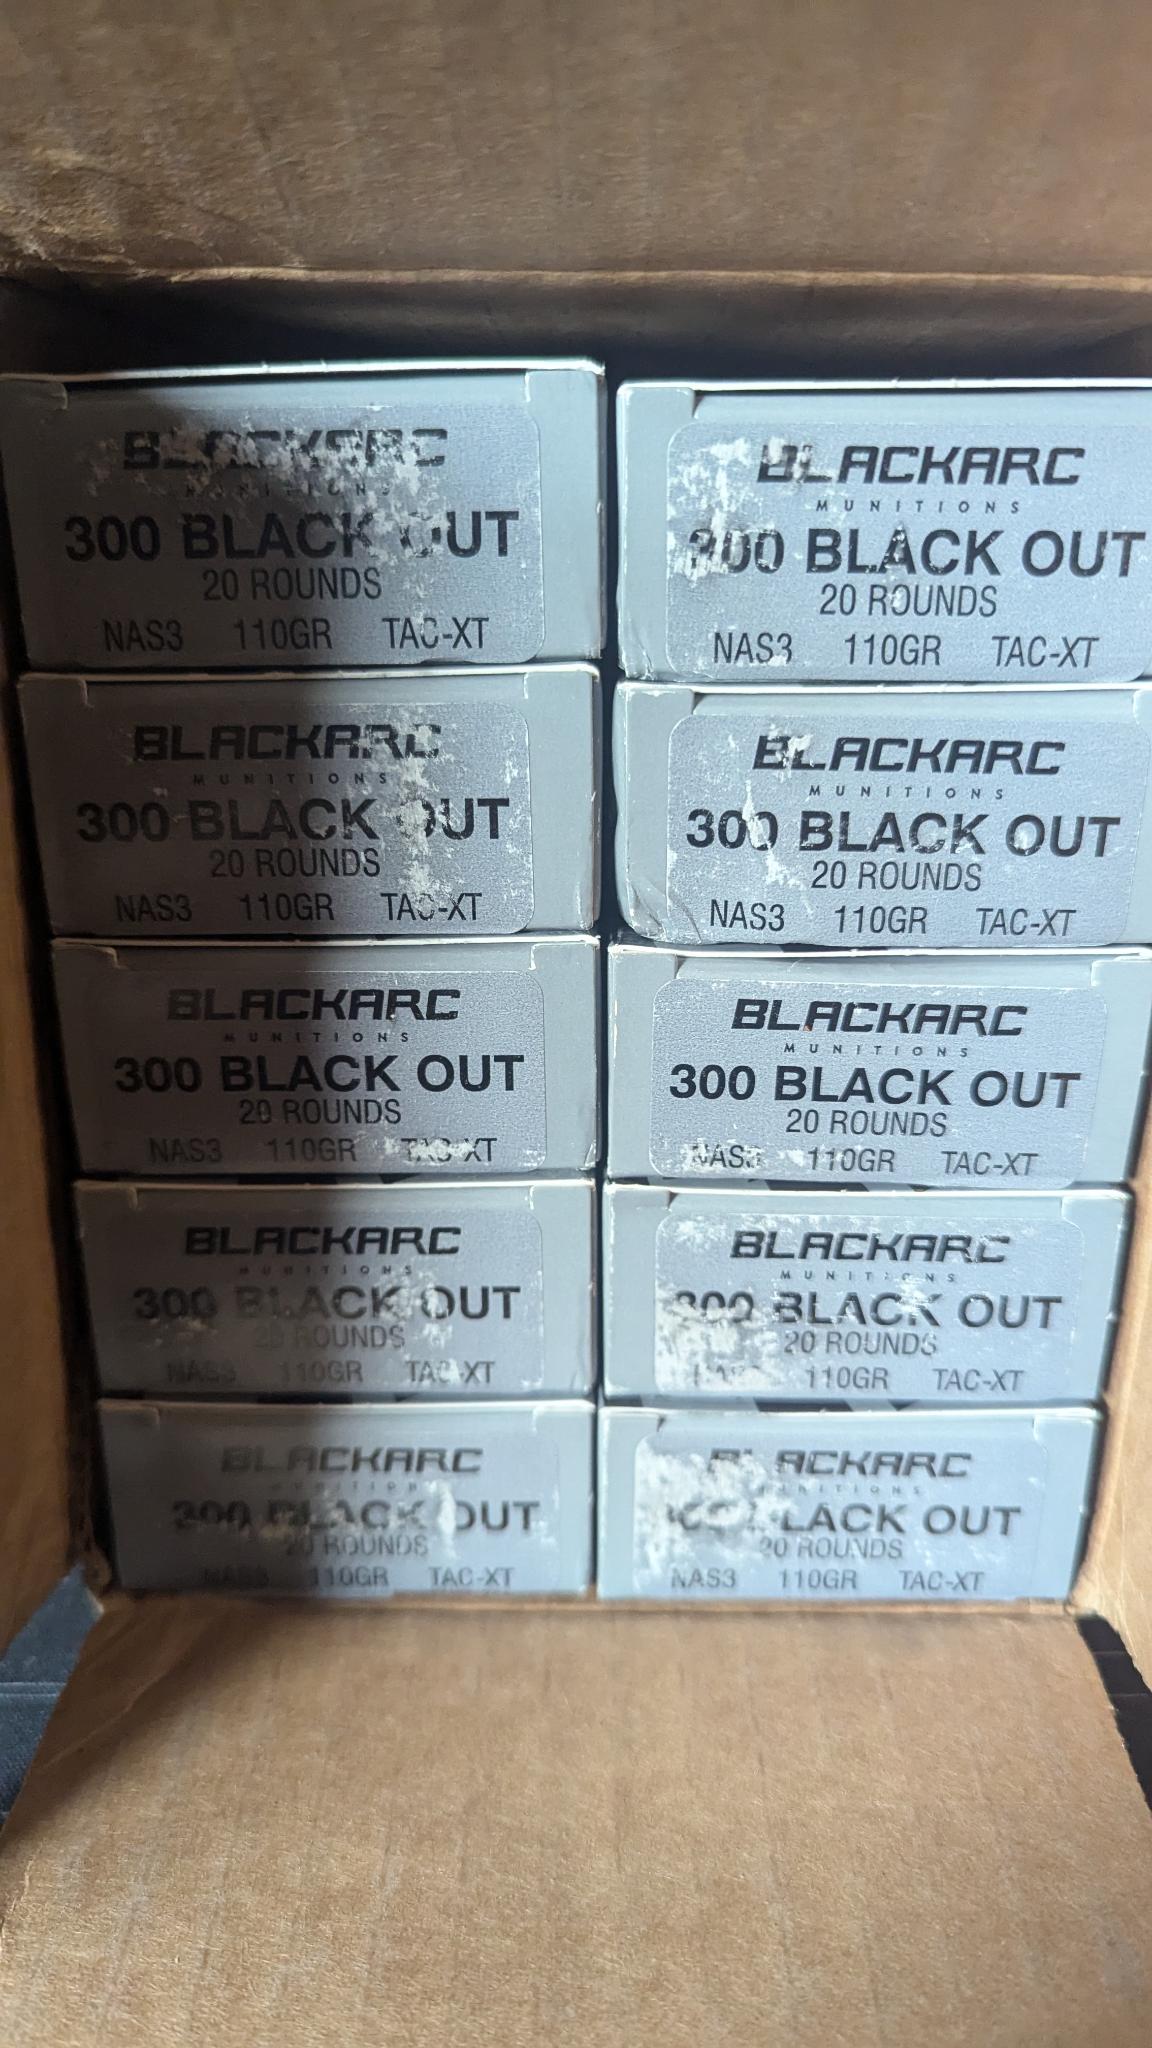 BLACKARC
MUNITIONS
300 BLACK OUT
20 ROUNDS
NAS3 110GR TAC-XT
BLACKARC
MUNITIONS
300 BLACK OUT
20 ROUNDS
NAS3 110GR TAC-XT
BLACKARC
MUNITIONS
300 BLACK OUT
20 ROUNDS
NAS3 110GR TAC-XT
BLACKARC
MUNITIONS
300 BLACK OUT
20 ROUNDS
NAS3 110GR TAC-XT
BLACKARC
MUNITIONS
300 BLACK OUT
20 ROUNDS
NAS3 110GR TAC-XT
BLACKARC
MUNITIONS
300 BLACK OUT
20 ROUNDS
NAS3 110GR TAC-XT
BLACKARC
MUNITIONS
300 BLACK OUT
20 ROUNDS
NAS3 110GR TAC-XT
BLACKARC
MUNITIONS
300 BLACK OUT
20 ROUNDS
110GR TAC-XT
BLACKARC
300 BLACK OUT
20 ROUNDS
110GR TAC-XT
BLACKARC
MUNITIONS
BLACK OUT
20 ROUNDS
NAS3 110GR TAC-XT